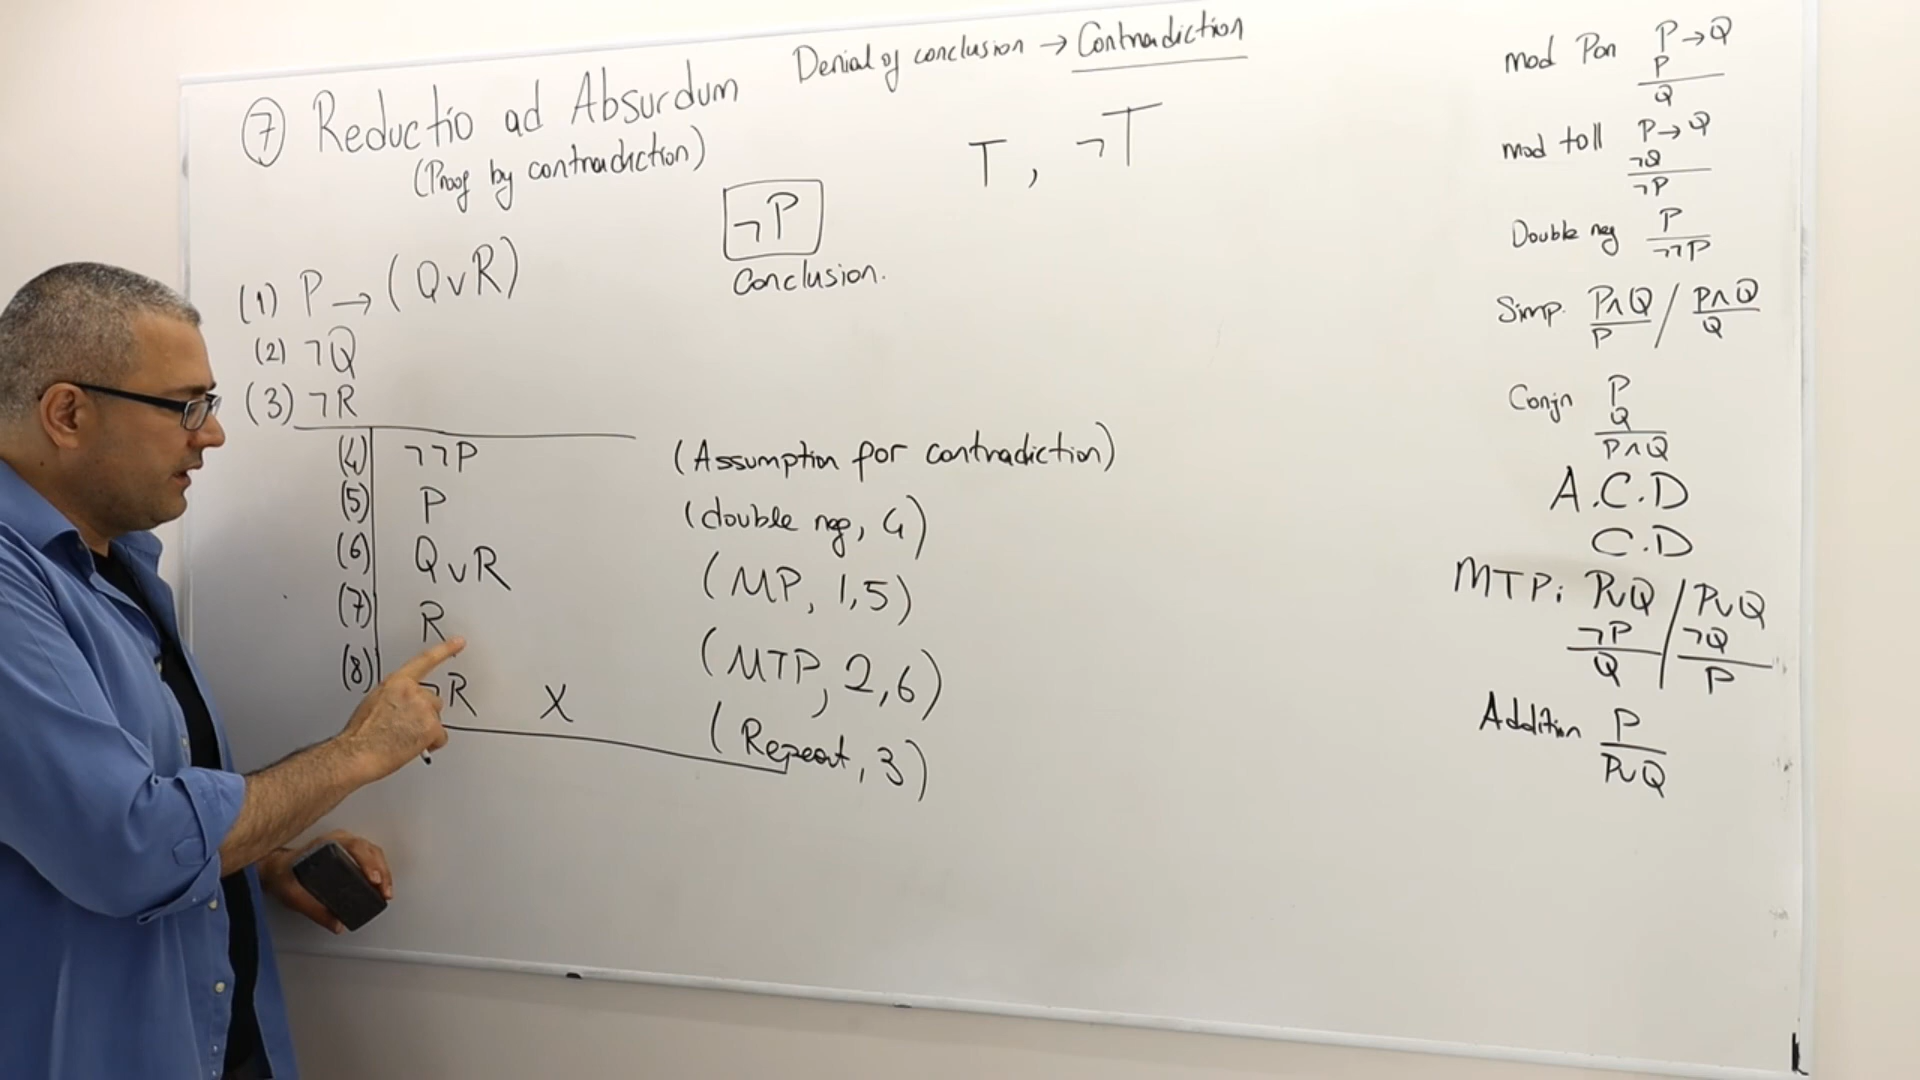 ⑦ Reductio ad Absurdum
(Proof by contradiction)
Denial of conclusion → Contradiction
T, ¬T
¬P
Conclusion.
(1) P → (Q∨R)
(2) ¬Q
(3) ¬R
(4) ¬¬P (Assumption for contradiction)
(5) P (double neg, 4)
(6) Q∨R (MP, 1,5)
(7) R (MTP, 2,6)
(8) ¬R X (Repeat, 3)
mod Pon P→Q
P
Q
mod toll P→Q
¬Q
¬P
Double neg P
¬¬P
Simp. P∧Q / P∧Q
P Q
Conjn P
Q
P∧Q
A.C.D
C.D
MTP: P∨Q / P∨Q
¬P ¬Q
Q P
Addition P
P∨Q